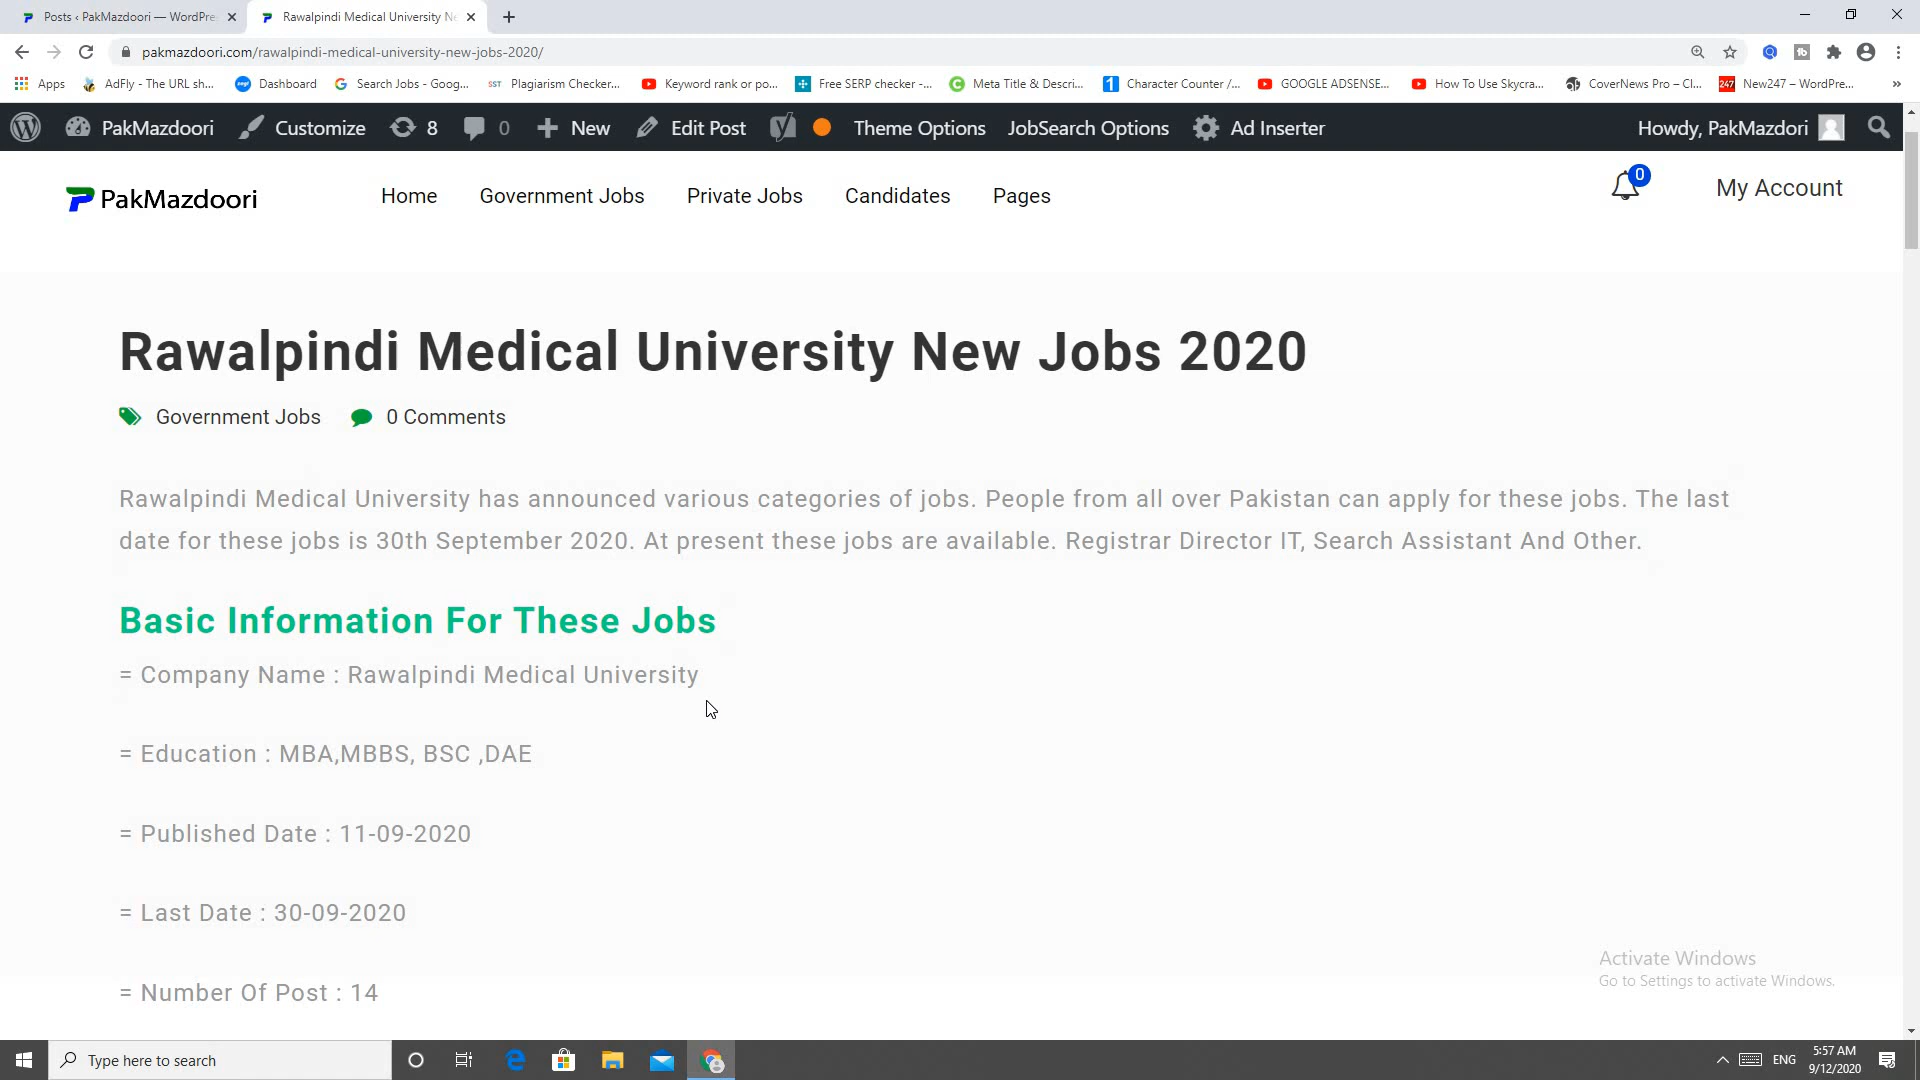 Posts ‹ PakMazdoori — WordPre
Rawalpindi Medical University N
pakmazdoori.com/rawalpindi-medical-university-new-jobs-2020/
Apps
AdFly - The URL sh...
Dashboard
Search Jobs - Goog...
SST Plagiarism Checker...
Keyword rank or po...
Free SERP checker -...
Meta Title & Descri...
Character Counter /...
GOOGLE ADSENSE...
How To Use Skycra...
CoverNews Pro – Cl...
247 New247 – WordPre...
PakMazdoori Customize 8 0 New Edit Post Theme Options JobSearch Options Ad Inserter Howdy, PakMazdori
PakMazdoori Home Government Jobs Private Jobs Candidates Pages 0 My Account
Rawalpindi Medical University New Jobs 2020
Government Jobs 0 Comments
Rawalpindi Medical University has announced various categories of jobs. People from all over Pakistan can apply for these jobs. The last
date for these jobs is 30th September 2020. At present these jobs are available. Registrar Director IT, Search Assistant And Other.
Basic Information For These Jobs
= Company Name : Rawalpindi Medical University
= Education : MBA,MBBS, BSC ,DAE
= Published Date : 11-09-2020
= Last Date : 30-09-2020
= Number Of Post : 14
Activate Windows
Go to Settings to activate Windows.
Type here to search
ENG
5:57 AM
9/12/2020